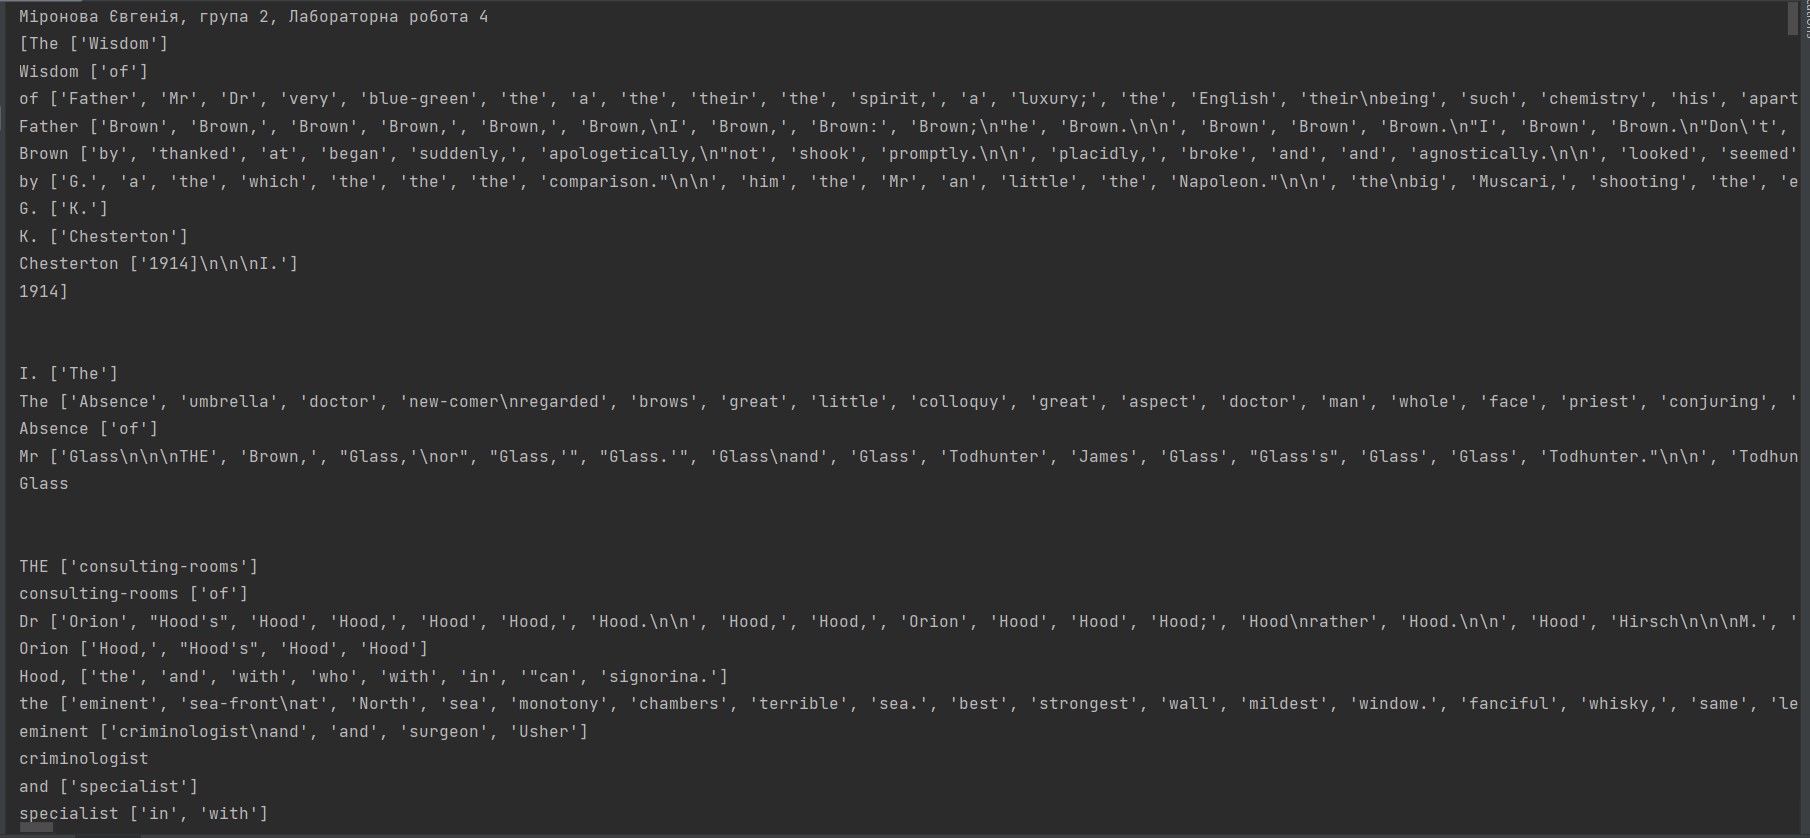 Міронова Євгенія, група 2, Лабораторна робота 4
[The ['Wisdom']
Wisdom ['of']
of ['Father', 'Mr', 'Dr', 'very', 'blue-green', 'the', 'a', 'the', 'their', 'the', 'spirit,', 'a', 'luxury;', 'the', 'English', 'their\nbeing', 'such', 'chemistry', 'his', 'apart
Father ['Brown', 'Brown,', 'Brown', 'Brown,', 'Brown,', 'Brown,\nI', 'Brown,', 'Brown:', 'Brown;\n"he', 'Brown.\n\n', 'Brown', 'Brown', 'Brown.\n"I', 'Brown', 'Brown.\n"Don\'t',
Brown ['by', 'thanked', 'at', 'began', 'suddenly,', 'apologetically,\n"not', 'shook', 'promptly.\n\n', 'placidly,', 'broke', 'and', 'and', 'agnostically.\n\n', 'looked', 'seemed'
by ['G.', 'a', 'the', 'which', 'the', 'the', 'the', 'comparison."\n\n', 'him', 'the', 'Mr', 'an', 'little', 'the', 'Napoleon."\n\n', 'the\nbig', 'Muscari,', 'shooting', 'the', 'e
G. ['K.']
K. ['Chesterton']
Chesterton ['1914]\n\n\nI.']
1914]
I. ['The']
The ['Absence', 'umbrella', 'doctor', 'new-comer\nregarded', 'brows', 'great', 'little', 'colloquy', 'great', 'aspect', 'doctor', 'man', 'whole', 'face', 'priest', 'conjuring', '
Absence ['of']
Mr ['Glass\n\n\nTHE', 'Brown,', "Glass,'\nor", "Glass,'", "Glass.'", 'Glass\nand', 'Glass', 'Todhunter', 'James', 'Glass', "Glass's", 'Glass', 'Glass', 'Todhunter."\n\n', 'Todhun
Glass
THE ['consulting-rooms']
consulting-rooms ['of']
Dr ['Orion', "Hood's", 'Hood', 'Hood,', 'Hood', 'Hood,', 'Hood.\n\n', 'Hood,', 'Hood,', 'Orion', 'Hood', 'Hood', 'Hood;', 'Hood\nrather', 'Hood.\n\n', 'Hood', 'Hirsch\n\n\nM.', '
Orion ['Hood,', "Hood's", 'Hood', 'Hood']
Hood, ['the', 'and', 'with', 'who', 'with', 'in', '"can', 'signorina.']
the ['eminent', 'sea-front\nat', 'North', 'sea', 'monotony', 'chambers', 'terrible', 'sea.', 'best', 'strongest', 'wall', 'mildest', 'window.', 'fanciful', 'whisky,', 'same', 'le
eminent ['criminologist\nand', 'and', 'surgeon', 'Usher']
criminologist
and ['specialist']
specialist ['in', 'with']